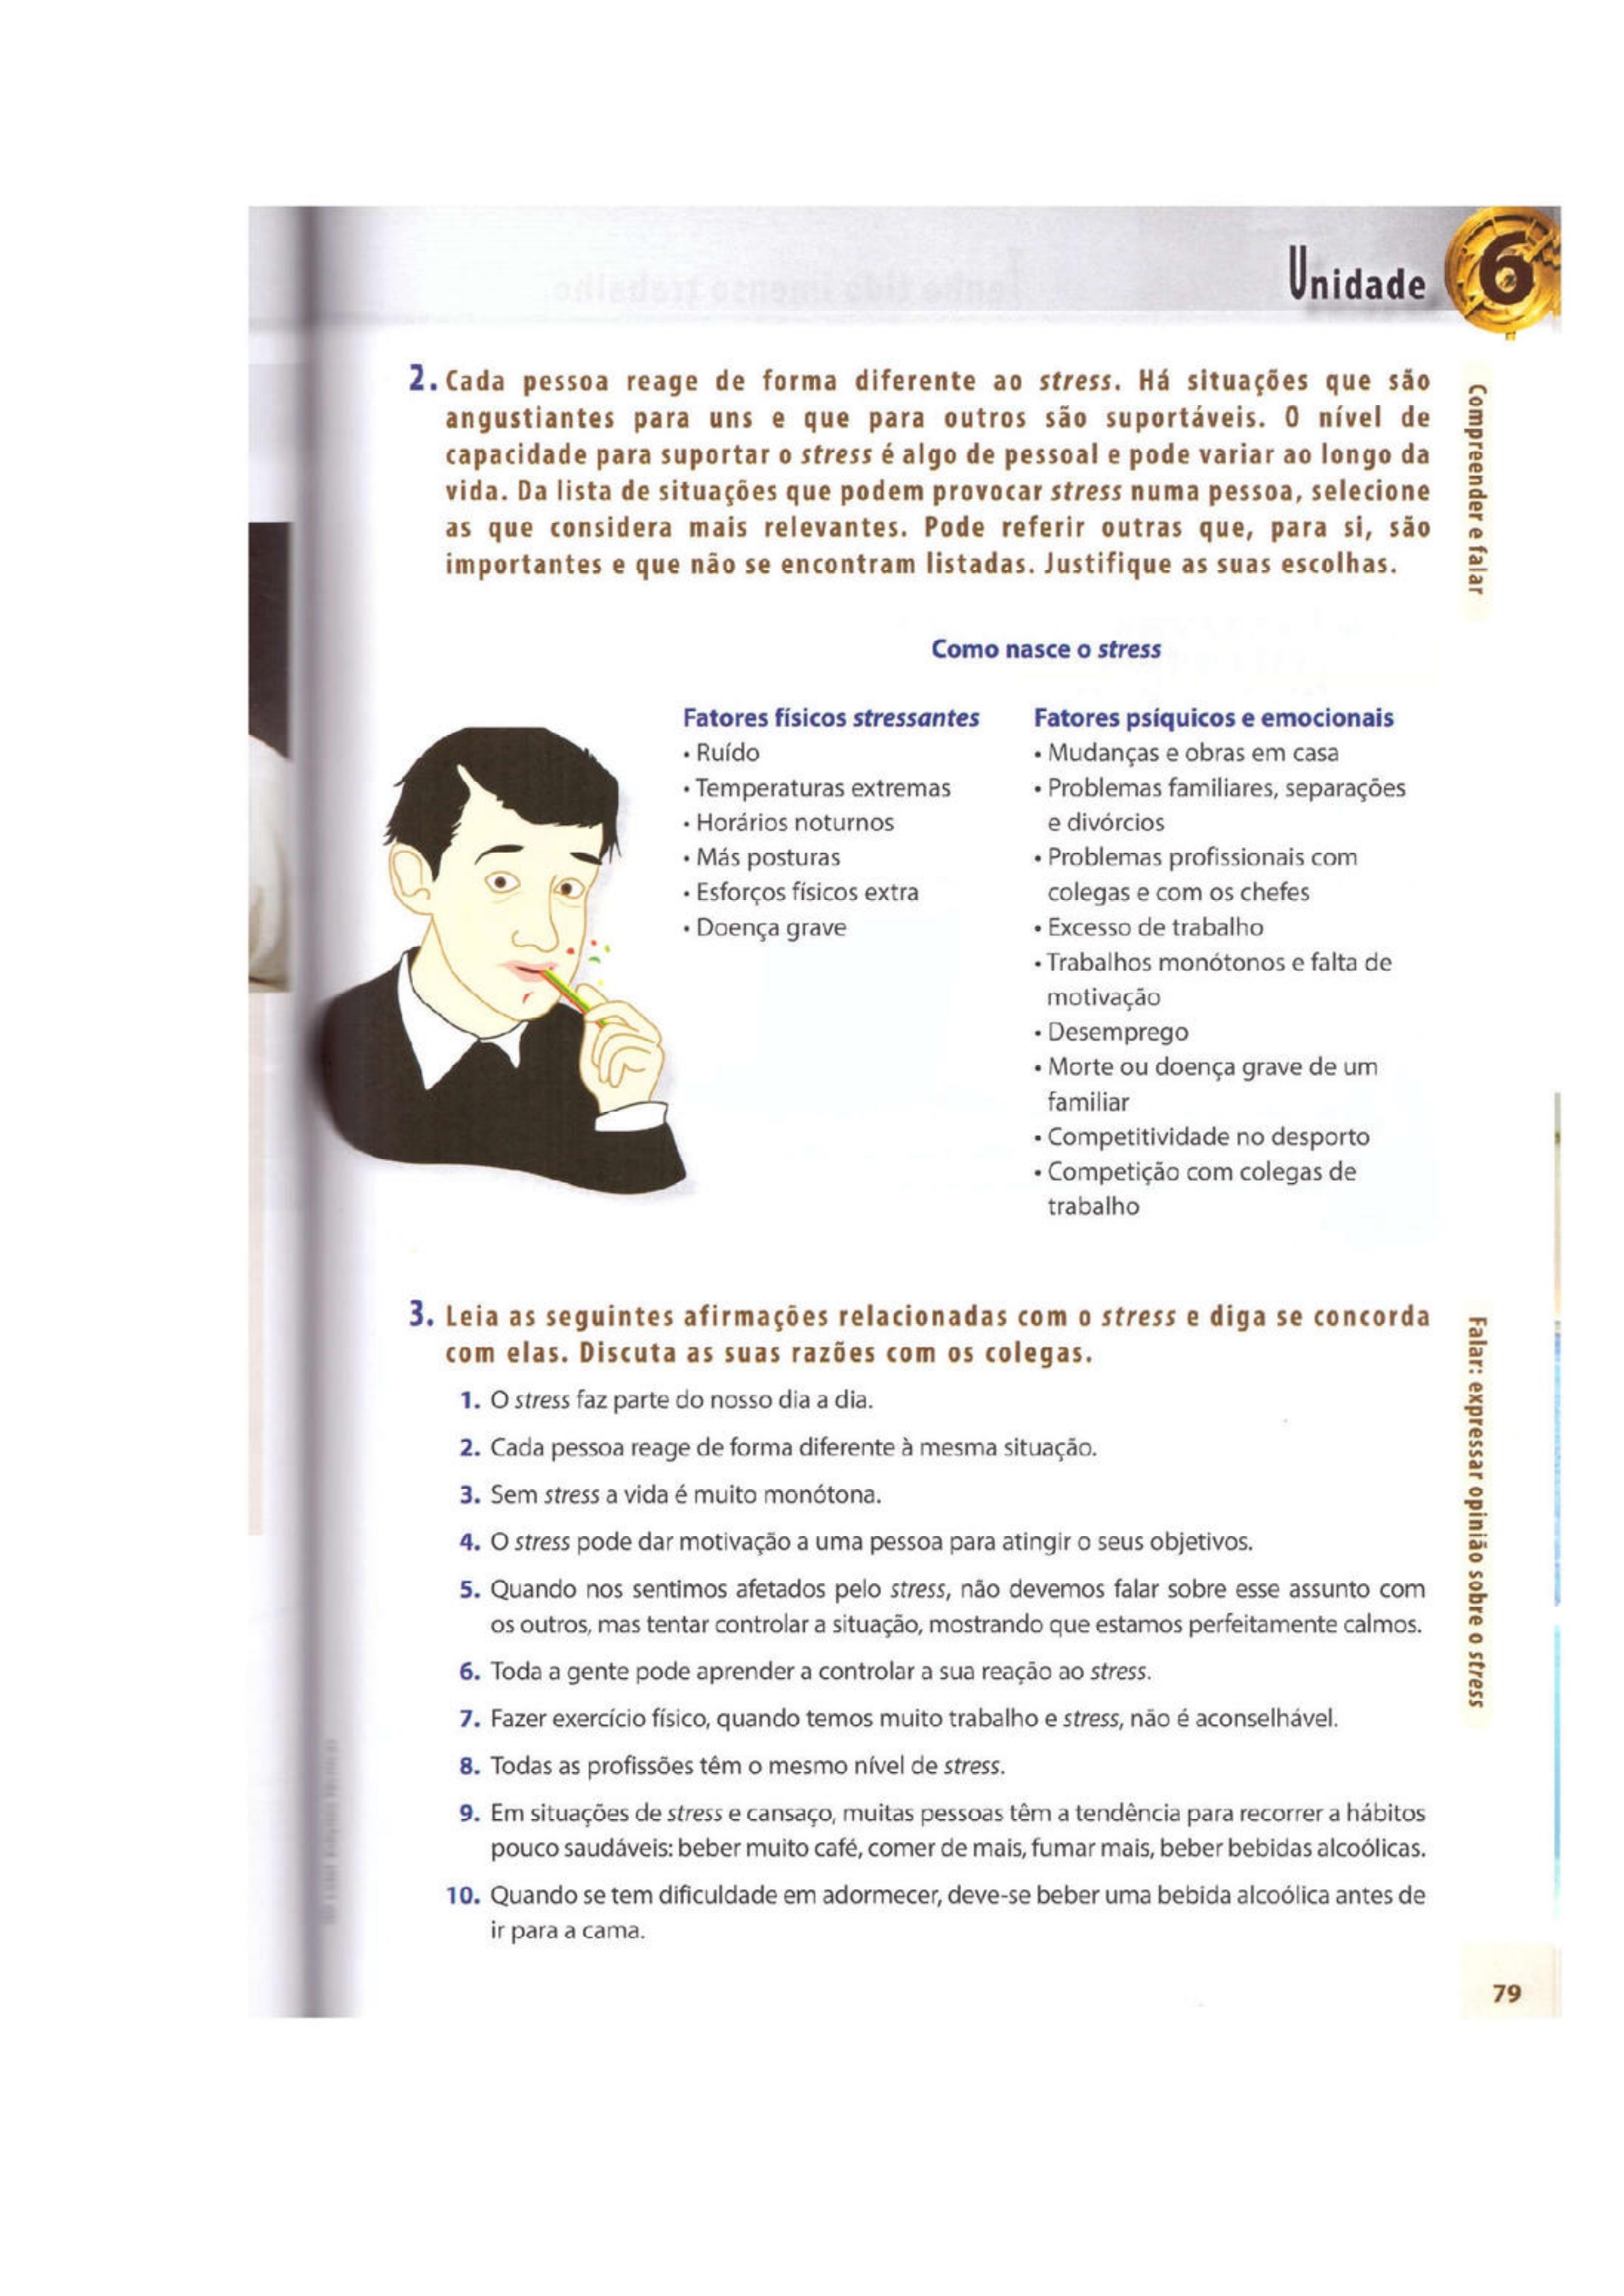 Unidade 6
2. Cada pessoa reage de forma diferente ao stress. Há situações que são
angustiantes para uns e que para outros são suportáveis. O nível de
capacidade para suportar o stress é algo de pessoal e pode variar ao longo da
vida. Da lista de situações que podem provocar stress numa pessoa, selecione
as que considera mais relevantes. Pode referir outras que, para si, são
importantes e que não se encontram listadas. Justifique as suas escolhas.
Compreender e falar
Como nasce o stress
Fatores físicos stressantes
• Ruído
• Temperaturas extremas
• Horários noturnos
• Más posturas
• Esforços físicos extra
• Doença grave
Fatores psíquicos e emocionais
• Mudanças e obras em casa
• Problemas familiares, separações
e divórcios
• Problemas profissionais com
colegas e com os chefes
• Excesso de trabalho
• Trabalhos monótonos e falta de
motivação
• Desemprego
• Morte ou doença grave de um
familiar
• Competitividade no desporto
• Competição com colegas de
trabalho
3. Leia as seguintes afirmações relacionadas com o stress e diga se concorda
com elas. Discuta as suas razões com os colegas.
1. O stress faz parte do nosso dia a dia.
2. Cada pessoa reage de forma diferente à mesma situação.
3. Sem stress a vida é muito monótona.
4. O stress pode dar motivação a uma pessoa para atingir o seus objetivos.
5. Quando nos sentimos afetados pelo stress, não devemos falar sobre esse assunto com
os outros, mas tentar controlar a situação, mostrando que estamos perfeitamente calmos.
6. Toda a gente pode aprender a controlar a sua reação ao stress.
7. Fazer exercício físico, quando temos muito trabalho e stress, não é aconselhável.
8. Todas as profissões têm o mesmo nível de stress.
9. Em situações de stress e cansaço, muitas pessoas têm a tendência para recorrer a hábitos
pouco saudáveis: beber muito café, comer de mais, fumar mais, beber bebidas alcoólicas.
10. Quando se tem dificuldade em adormecer, deve-se beber uma bebida alcoólica antes de
ir para a cama.
Falar: expressar opinião sobre o stress
79